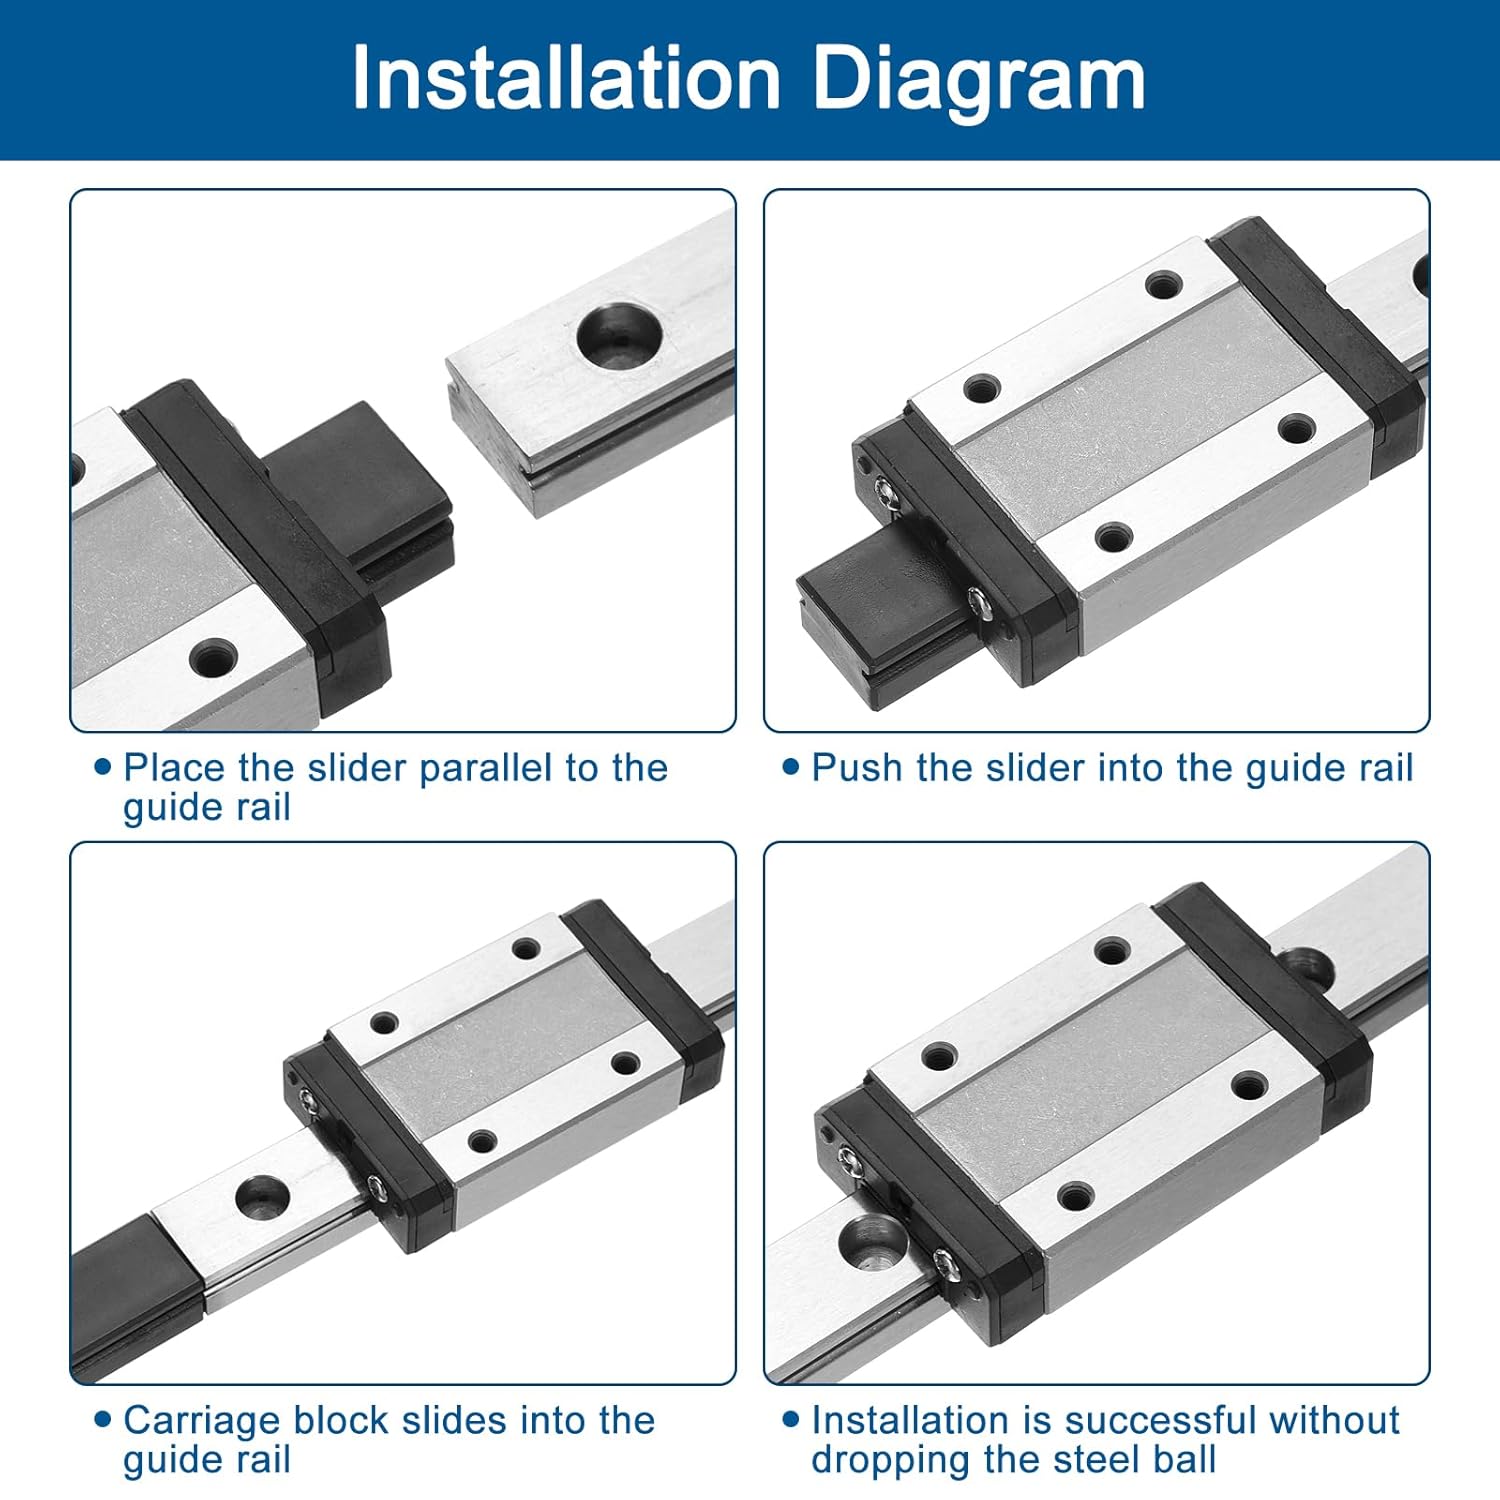 Installation Diagram
• Place the slider parallel to the
guide rail
• Push the slider into the guide rail
• Carriage block slides into the
guide rail
• Installation is successful without
dropping the steel ball